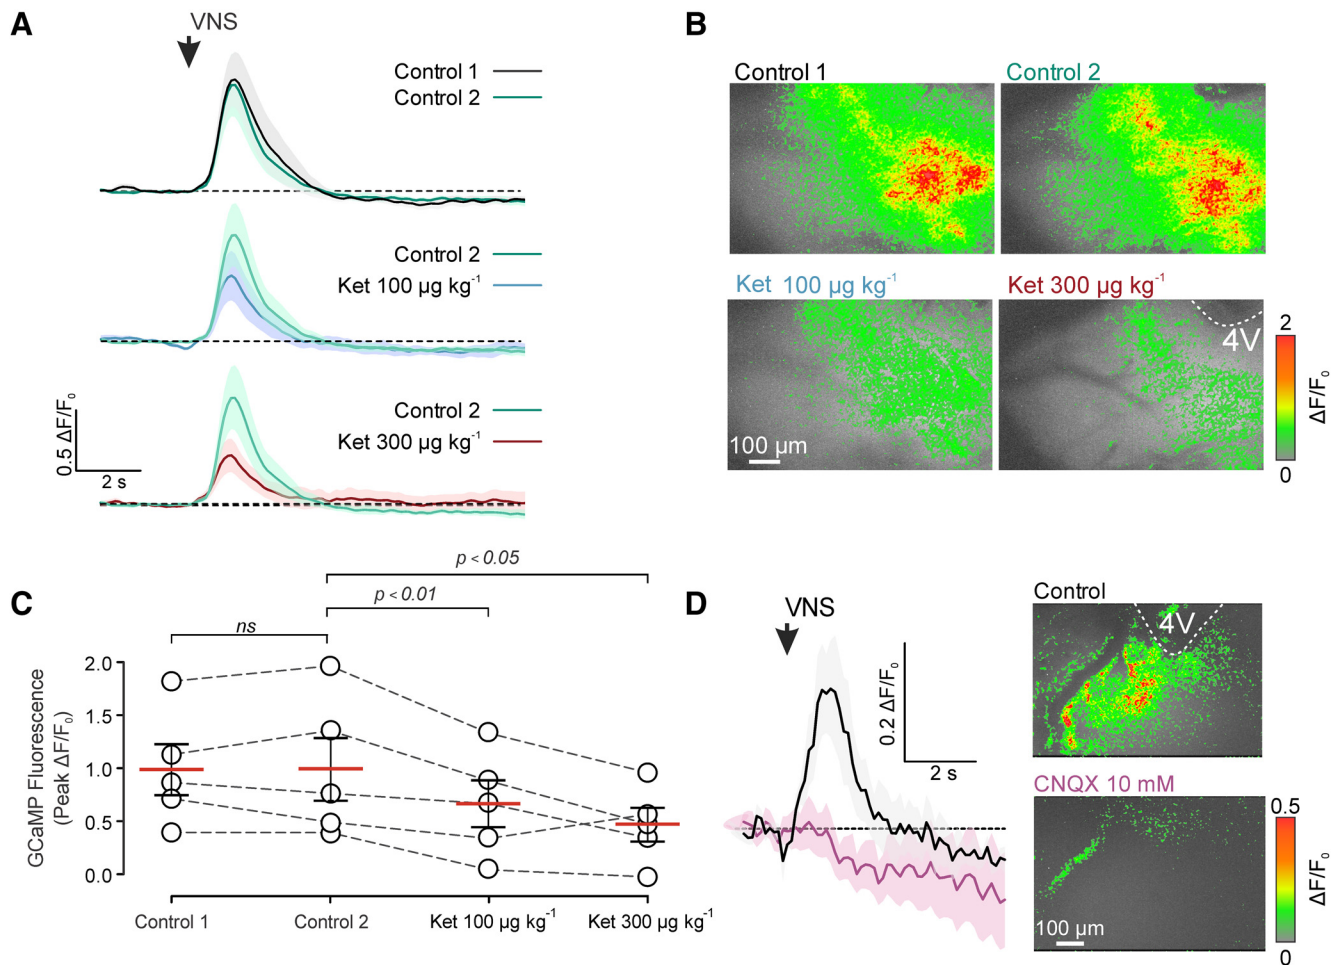 A
VNS
Control 1
Control 2
Control 2
Ket 100 µg kg⁻¹
Control 2
Ket 300 µg kg⁻¹
0.5 ΔF/F₀
2 s
B
Control 1
Control 2
Ket 100 µg kg⁻¹
Ket 300 µg kg⁻¹
4V
100 µm
2
ΔF/F₀
0
C
p < 0.05
p < 0.01
ns
GCaMP Fluorescence
(Peak ΔF/F₀)
2.0
1.5
1.0
0.5
0.0
Control 1
Control 2
Ket 100 µg kg⁻¹
Ket 300 µg kg⁻¹
D
VNS
0.2 ΔF/F₀
2 s
Control
4V
CNQX 10 mM
100 µm
0.5
ΔF/F₀
0